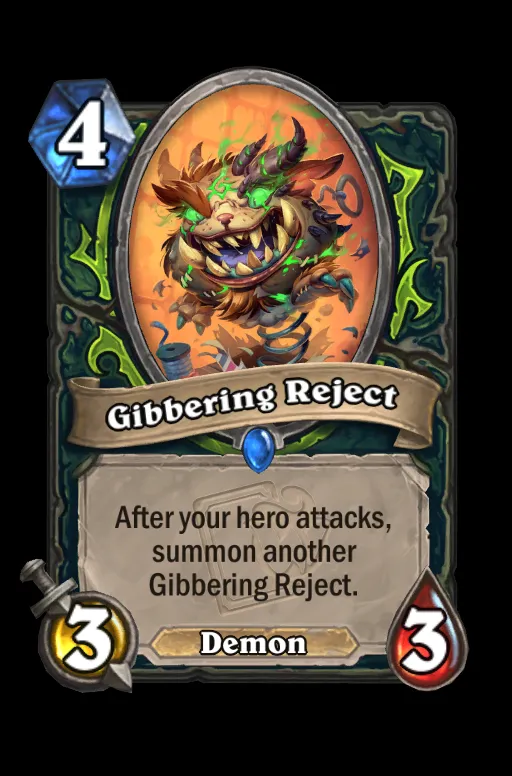 4
Gibbering Reject
After your hero attacks,
summon another
Gibbering Reject.
3
Demon
3